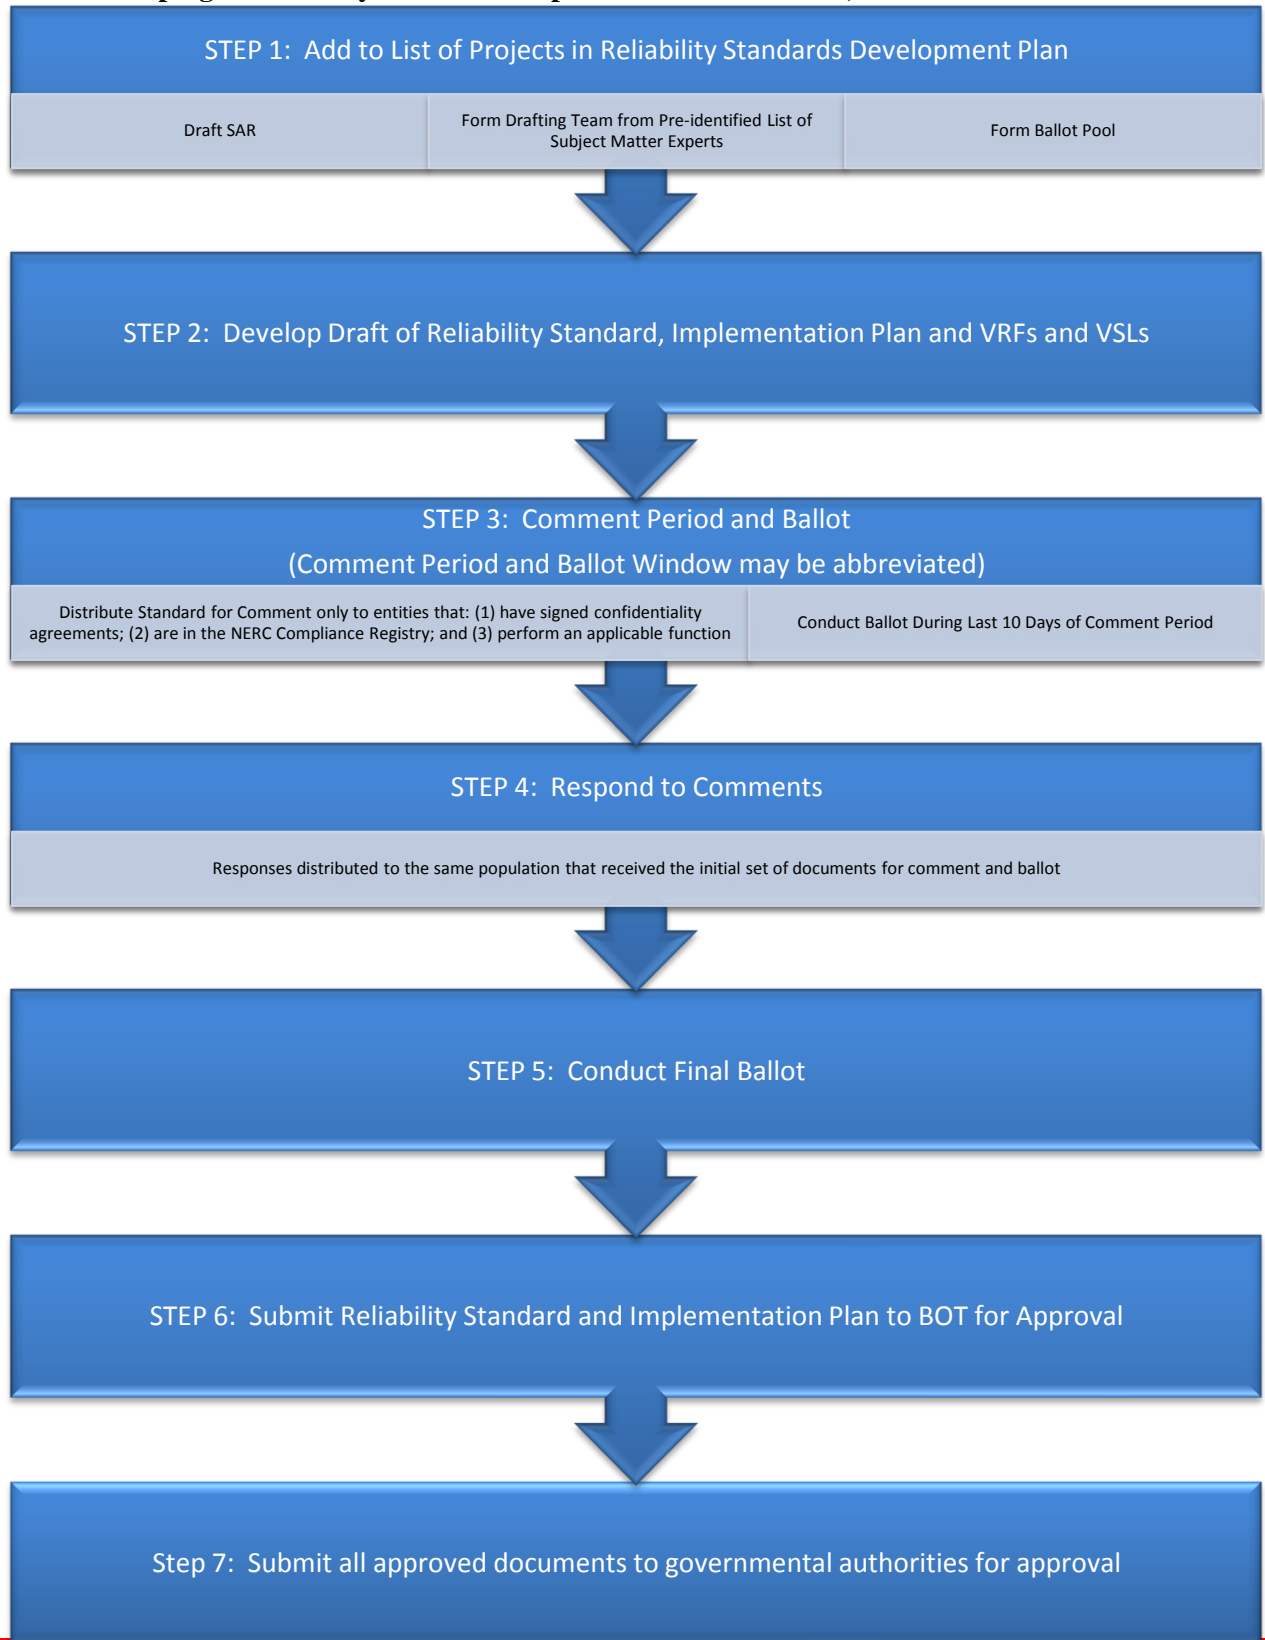 STEP 1:  Add to List of Projects in Reliability Standards Development Plan
Draft SAR
Form Drafting Team from Pre-identified List of
Subject Matter Experts
Form Ballot Pool
STEP 2:  Develop Draft of Reliability Standard, Implementation Plan and VRFs and VSLs
STEP 3:  Comment Period and Ballot
(Comment Period and Ballot Window may be abbreviated)
Distribute Standard for Comment only to entities that: (1) have signed confidentiality
agreements; (2) are in the NERC Compliance Registry; and (3) perform an applicable function
Conduct Ballot During Last 10 Days of Comment Period
STEP 4:  Respond to Comments
Responses distributed to the same population that received the initial set of documents for comment and ballot
STEP 5:  Conduct Final Ballot
STEP 6:  Submit Reliability Standard and Implementation Plan to BOT for Approval
Step 7:  Submit all approved documents to governmental authorities for approval